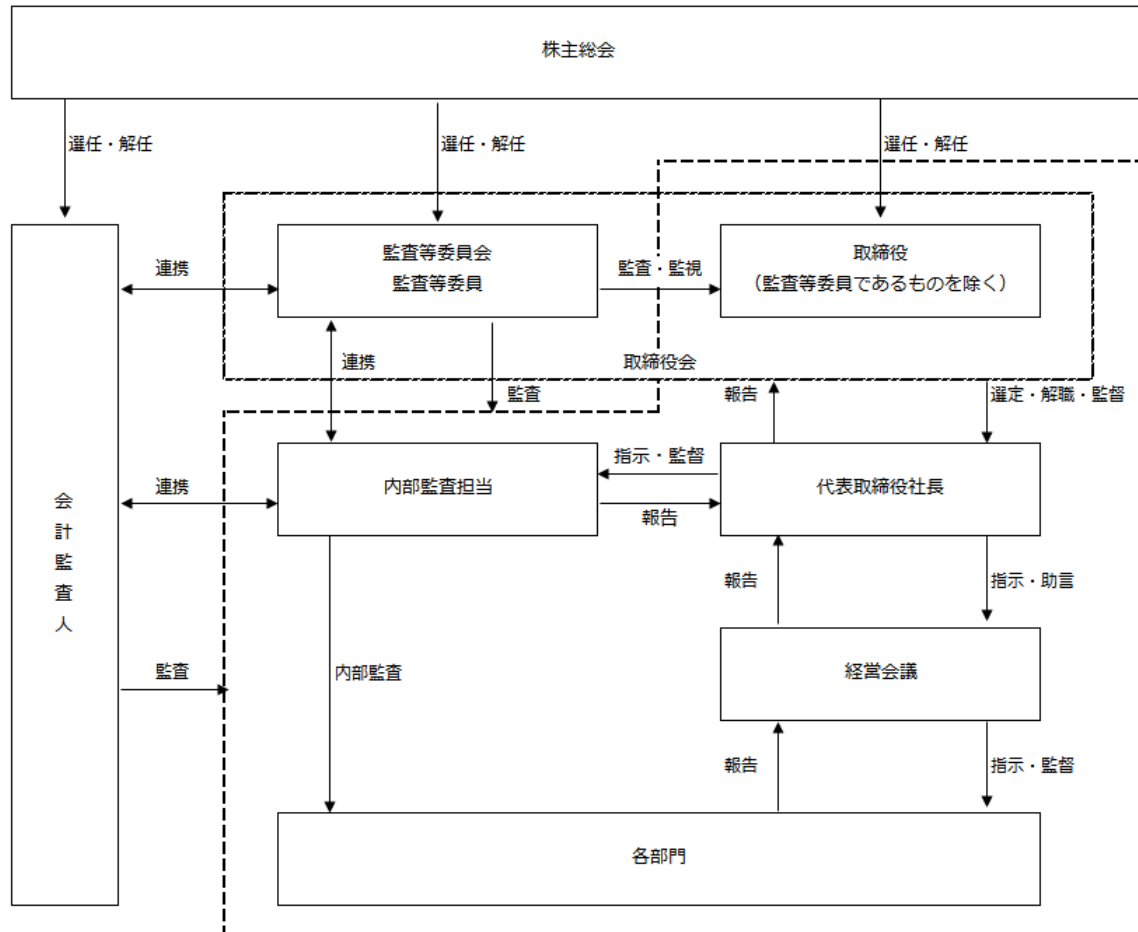 株主総会
選任・解任
選任・解任
選任・解任
監査等委員会
監査等委員
取締役
（監査等委員であるものを除く）
連携
監査・監視
連携
取締役会
監査
報告
選定・解職・監督
指示・監督
連携
内部監査担当
代表取締役社長
報告
会計監査人
報告
指示・助言
監査
内部監査
経営会議
報告
指示・監督
各部門